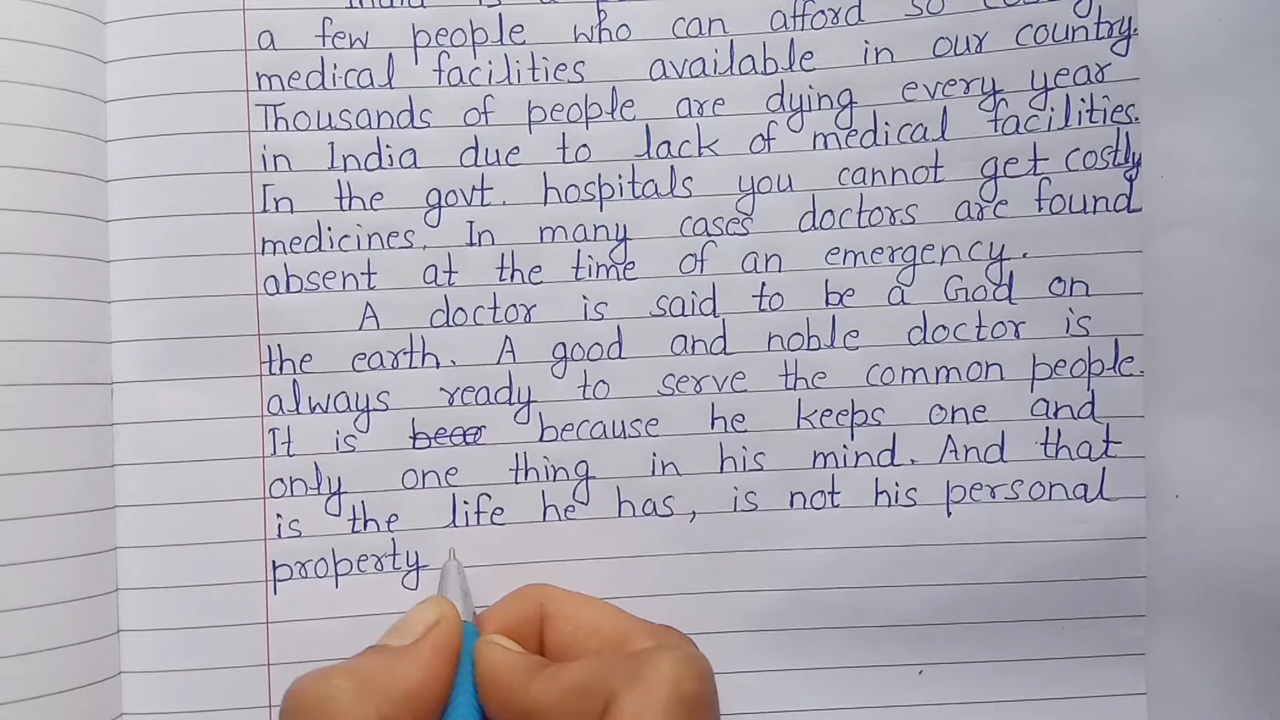 India is a
a few people who can afford so
medical facilities available in our country.
Thousands of people are dying every year
in India due to lack of medical facilities.
In the govt. hospitals you cannot get costly
medicines. In many cases doctors are found
absent at the time of an emergency.
A doctor is said to be a God on
the earth. A good and noble doctor is
always ready to serve the common people.
It is because he keeps one and
only one thing in his mind. And that
is the life he has, is not his personal
property